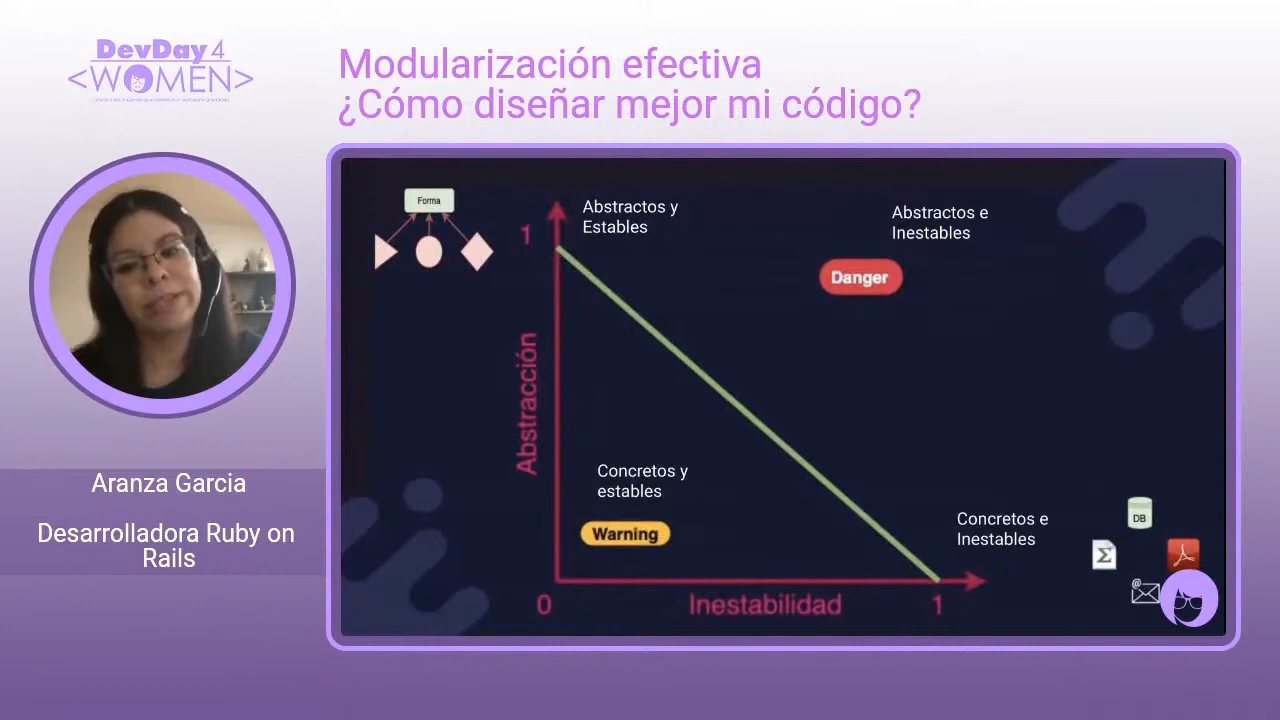 DevDay4
<WOMEN>
Modularización efectiva
¿Cómo diseñar mejor mi código?
Aranza Garcia
Desarrolladora Ruby on
Rails
Forma
1
Abstractos y
Estables
Abstractos e
Inestables
Danger
Abstracción
Concretos y
estables
Warning
Concretos e
Inestables
DB
Σ
@
0
Inestabilidad
1